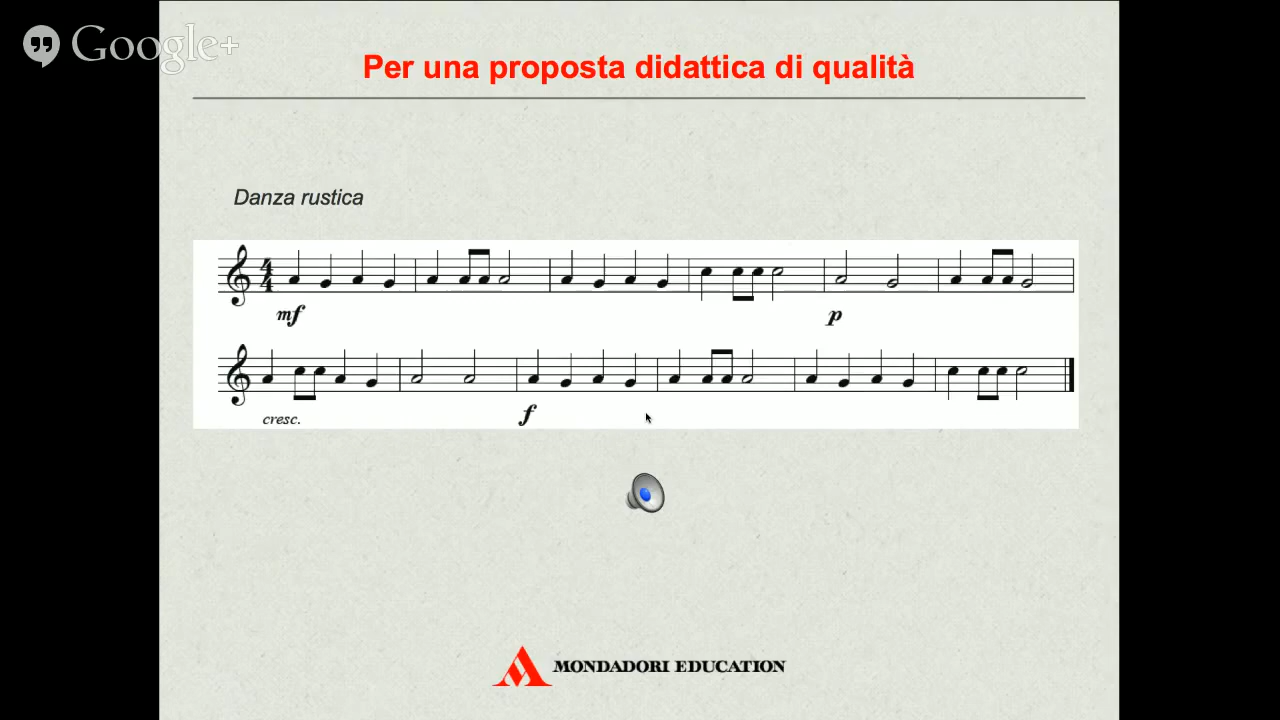 Google+
Per una proposta didattica di qualità
Danza rustica
4
4
mf
p
cresc.
f
MONDADORI EDUCATION